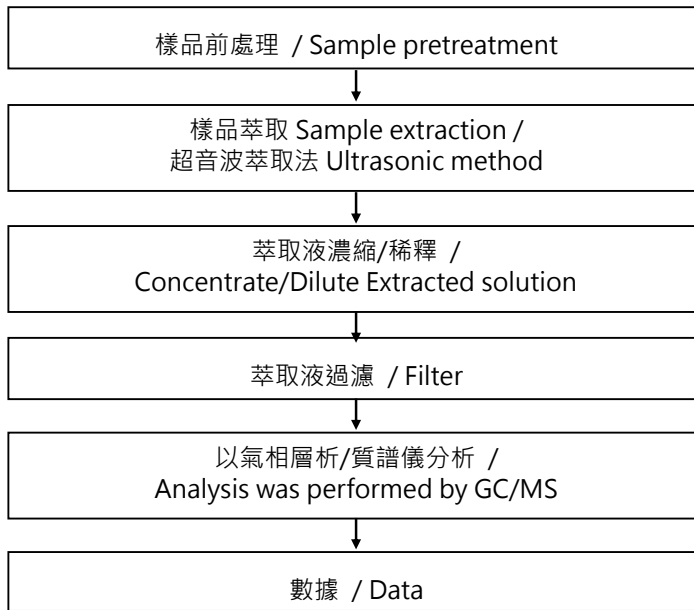 樣品前處理 / Sample pretreatment
樣品萃取 Sample extraction /
超音波萃取法 Ultrasonic method
萃取液濃縮/稀釋 /
Concentrate/Dilute Extracted solution
萃取液過濾 / Filter
以氣相層析/質譜儀分析 /
Analysis was performed by GC/MS
數據 / Data